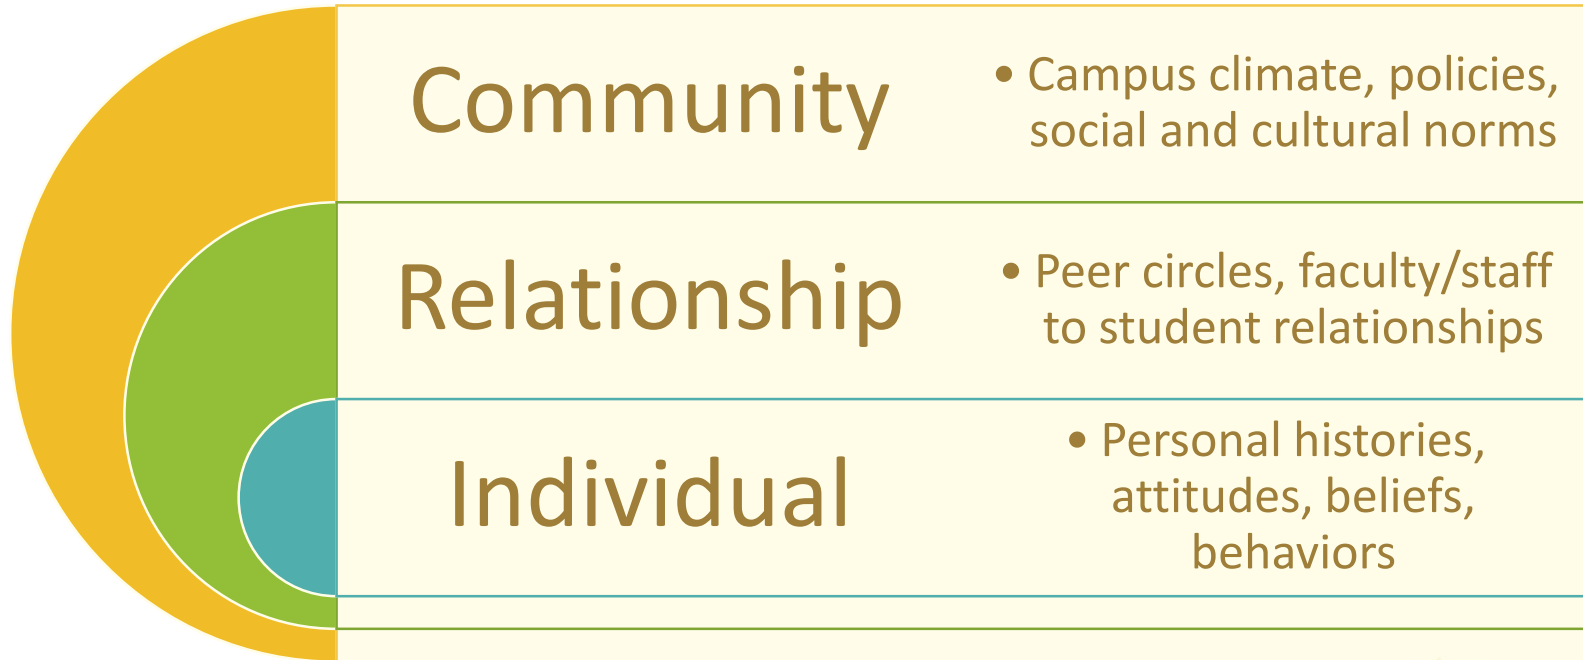 Community
• Campus climate, policies,
social and cultural norms
Relationship
• Peer circles, faculty/staff
to student relationships
Individual
• Personal histories,
attitudes, beliefs,
behaviors